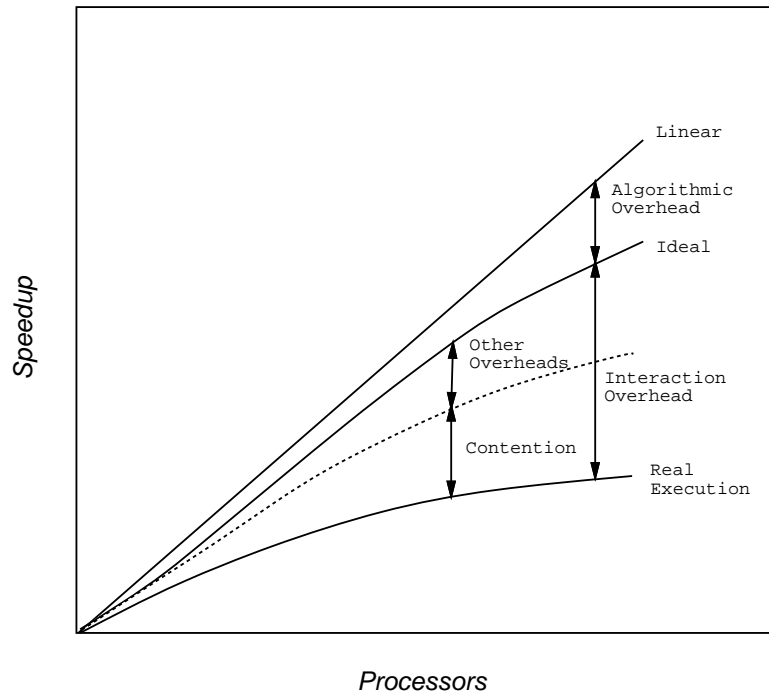 Linear
Algorithmic
Overhead
Ideal
Other
Overheads
Interaction
Overhead
Contention
Real
Execution
Speedup
Processors